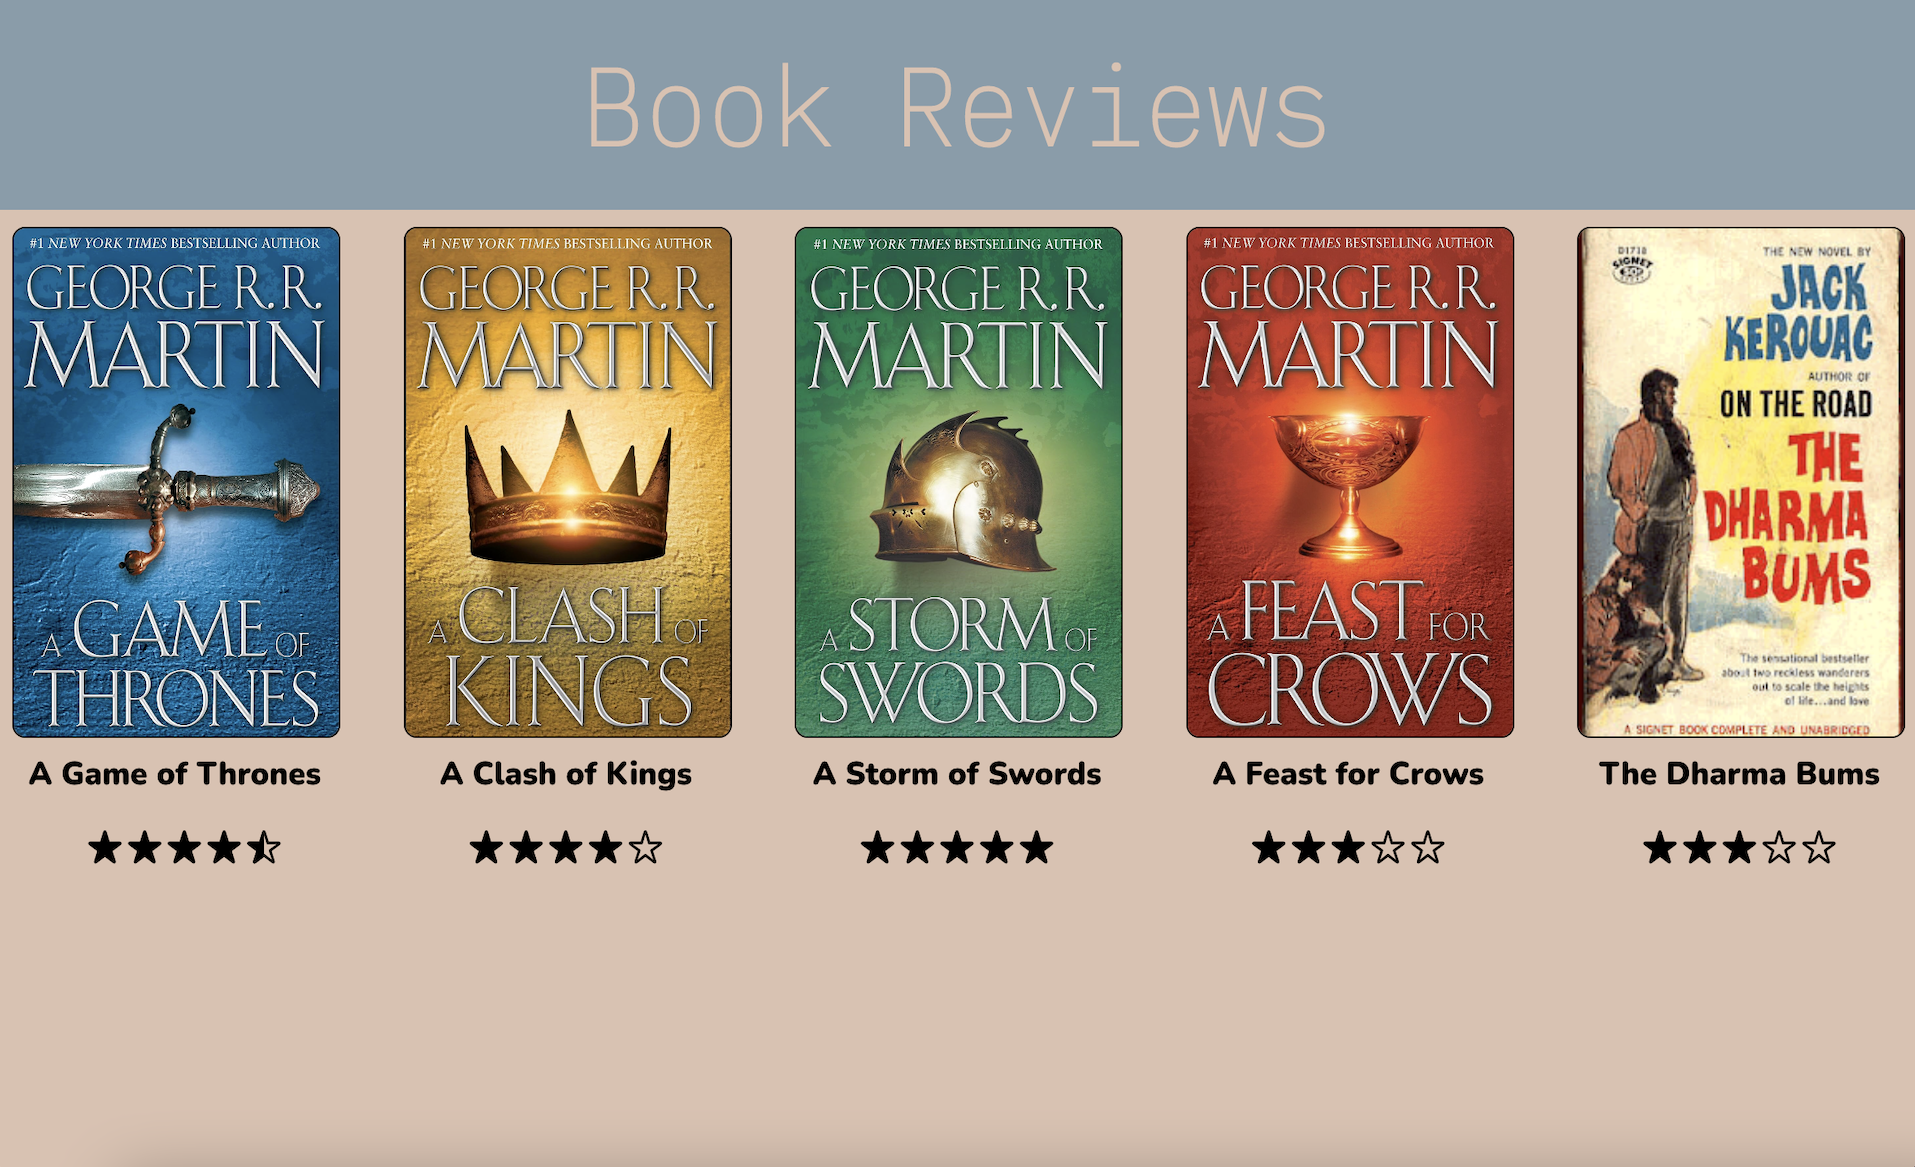 Book Reviews
#1 NEW YORK TIMES BESTSELLING AUTHOR
GEORGE R. R.
MARTIN
A GAME OF
THRONES
A Game of Thrones
#1 NEW YORK TIMES BESTSELLING AUTHOR
GEORGE R. R.
MARTIN
A CLASH OF
KINGS
A Clash of Kings
#1 NEW YORK TIMES BESTSELLING AUTHOR
GEORGE R. R.
MARTIN
A STORM OF
SWORDS
A Storm of Swords
#1 NEW YORK TIMES BESTSELLING AUTHOR
GEORGE R. R.
MARTIN
A FEAST FOR
CROWS
A Feast for Crows
D1718
SIGNET
THE NEW NOVEL BY
JACK
KEROUAC
AUTHOR OF
ON THE ROAD
THE
DHARMA
BUMS
The sensational bestseller
about two reckless wanderers
out to scale the heights
of life...and love
A SIGNET BOOK COMPLETE AND UNABRIDGED
The Dharma Bums